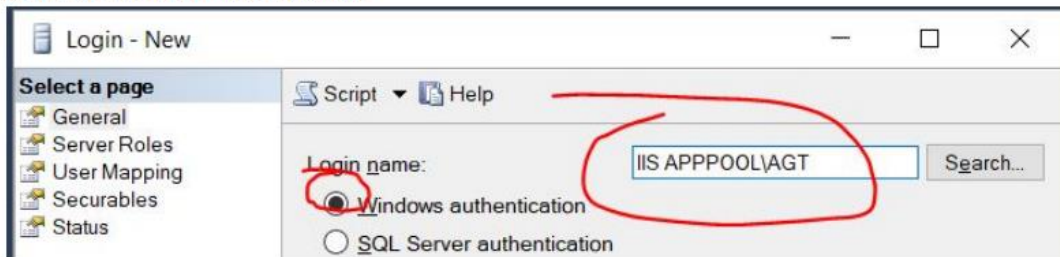 Login - New
Select a page
General
Server Roles
User Mapping
Securables
Status
Script Help
Login name:
IIS APPPOOL\AGT
Search...
Windows authentication
SQL Server authentication